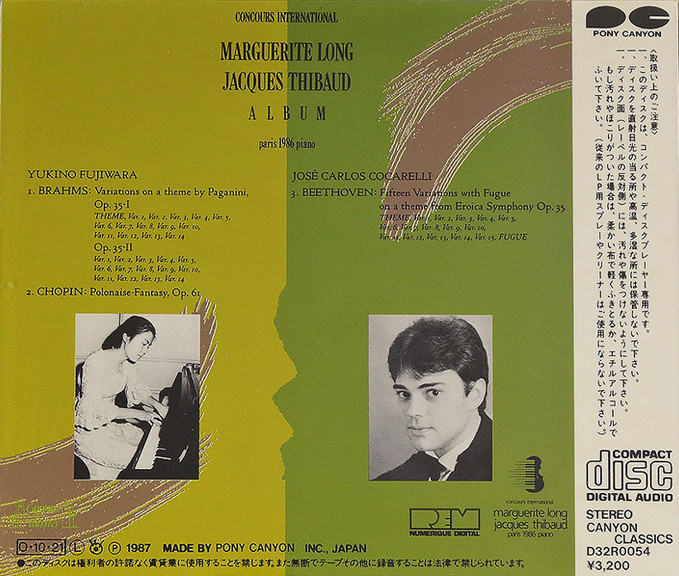 CONCOURS INTERNATIONAL
MARGUERITE LONG
JACQUES THIBAUD
ALBUM
paris 1986 piano
YUKINO FUJIWARA
1. BRAHMS: Variations on a theme by Paganini,
Op. 35-I
THEME, Var. 1, Var. 2, Var. 3, Var. 4, Var. 5,
Var. 6, Var. 7, Var. 8, Var. 9, Var. 10,
Var. 11, Var. 12, Var. 13, Var. 14
Op. 35-II
Var. 1, Var. 2, Var. 3, Var. 4, Var. 5,
Var. 6, Var. 7, Var. 8, Var. 9, Var. 10,
Var. 11, Var. 12, Var. 13, Var. 14
2. CHOPIN: Polonaise-Fantasy, Op. 61
JOSÉ CARLOS COCARELLI
3. BEETHOVEN: Fifteen Variations with Fugue
on a theme from Eroica Symphony Op. 35
THEME, Var. 1, Var. 2, Var. 3, Var. 4, Var. 5,
Var. 6, Var. 7, Var. 8, Var. 9, Var. 10,
Var. 11, Var. 12, Var. 13, Var. 14, Var. 15, FUGUE
REM
NUMERIQUE DIGITAL
concours international
marguerite long
jacques thibaud
paris 1986 piano
O·10·21 Ⓛ Ⓟ 1987 MADE BY PONY CANYON INC., JAPAN
●このディスクは権利者の許諾なく賃貸業に使用することを禁じます。また無断でテープその他に録音することは法律で禁じられています。
PC
PONY CANYON
〈取扱い上のご注意〉
一、このディスクは、コンパクト・ディスクプレーヤー専用です。
一、ディスクを直射日光の当る所や高温、多湿な所には保管しないで下さい。
一、ディスク面(レーベルの反対側)には、汚れや傷をつけないようにして下さい。
もし汚れやほこりがついた場合は、柔かい布で軽くふきとるか、エチルアルコールで
ふいて下さい。(従来のLP用スプレーやクリーナーはご使用にならないで下さい。)
COMPACT
disc
DIGITAL AUDIO
STEREO
CANYON
CLASSICS
D32R0054
¥3,200